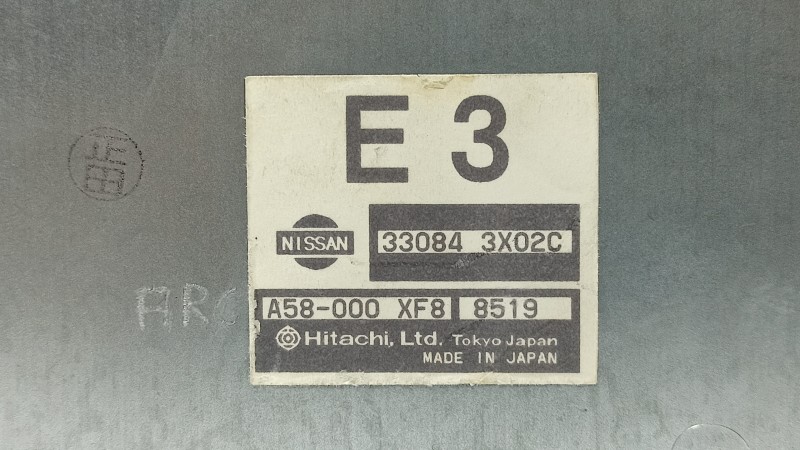 E 3
NISSAN
33084 3X02C
A58-000 XF8 8519
Hitachi, Ltd. Tokyo Japan
MADE IN JAPAN